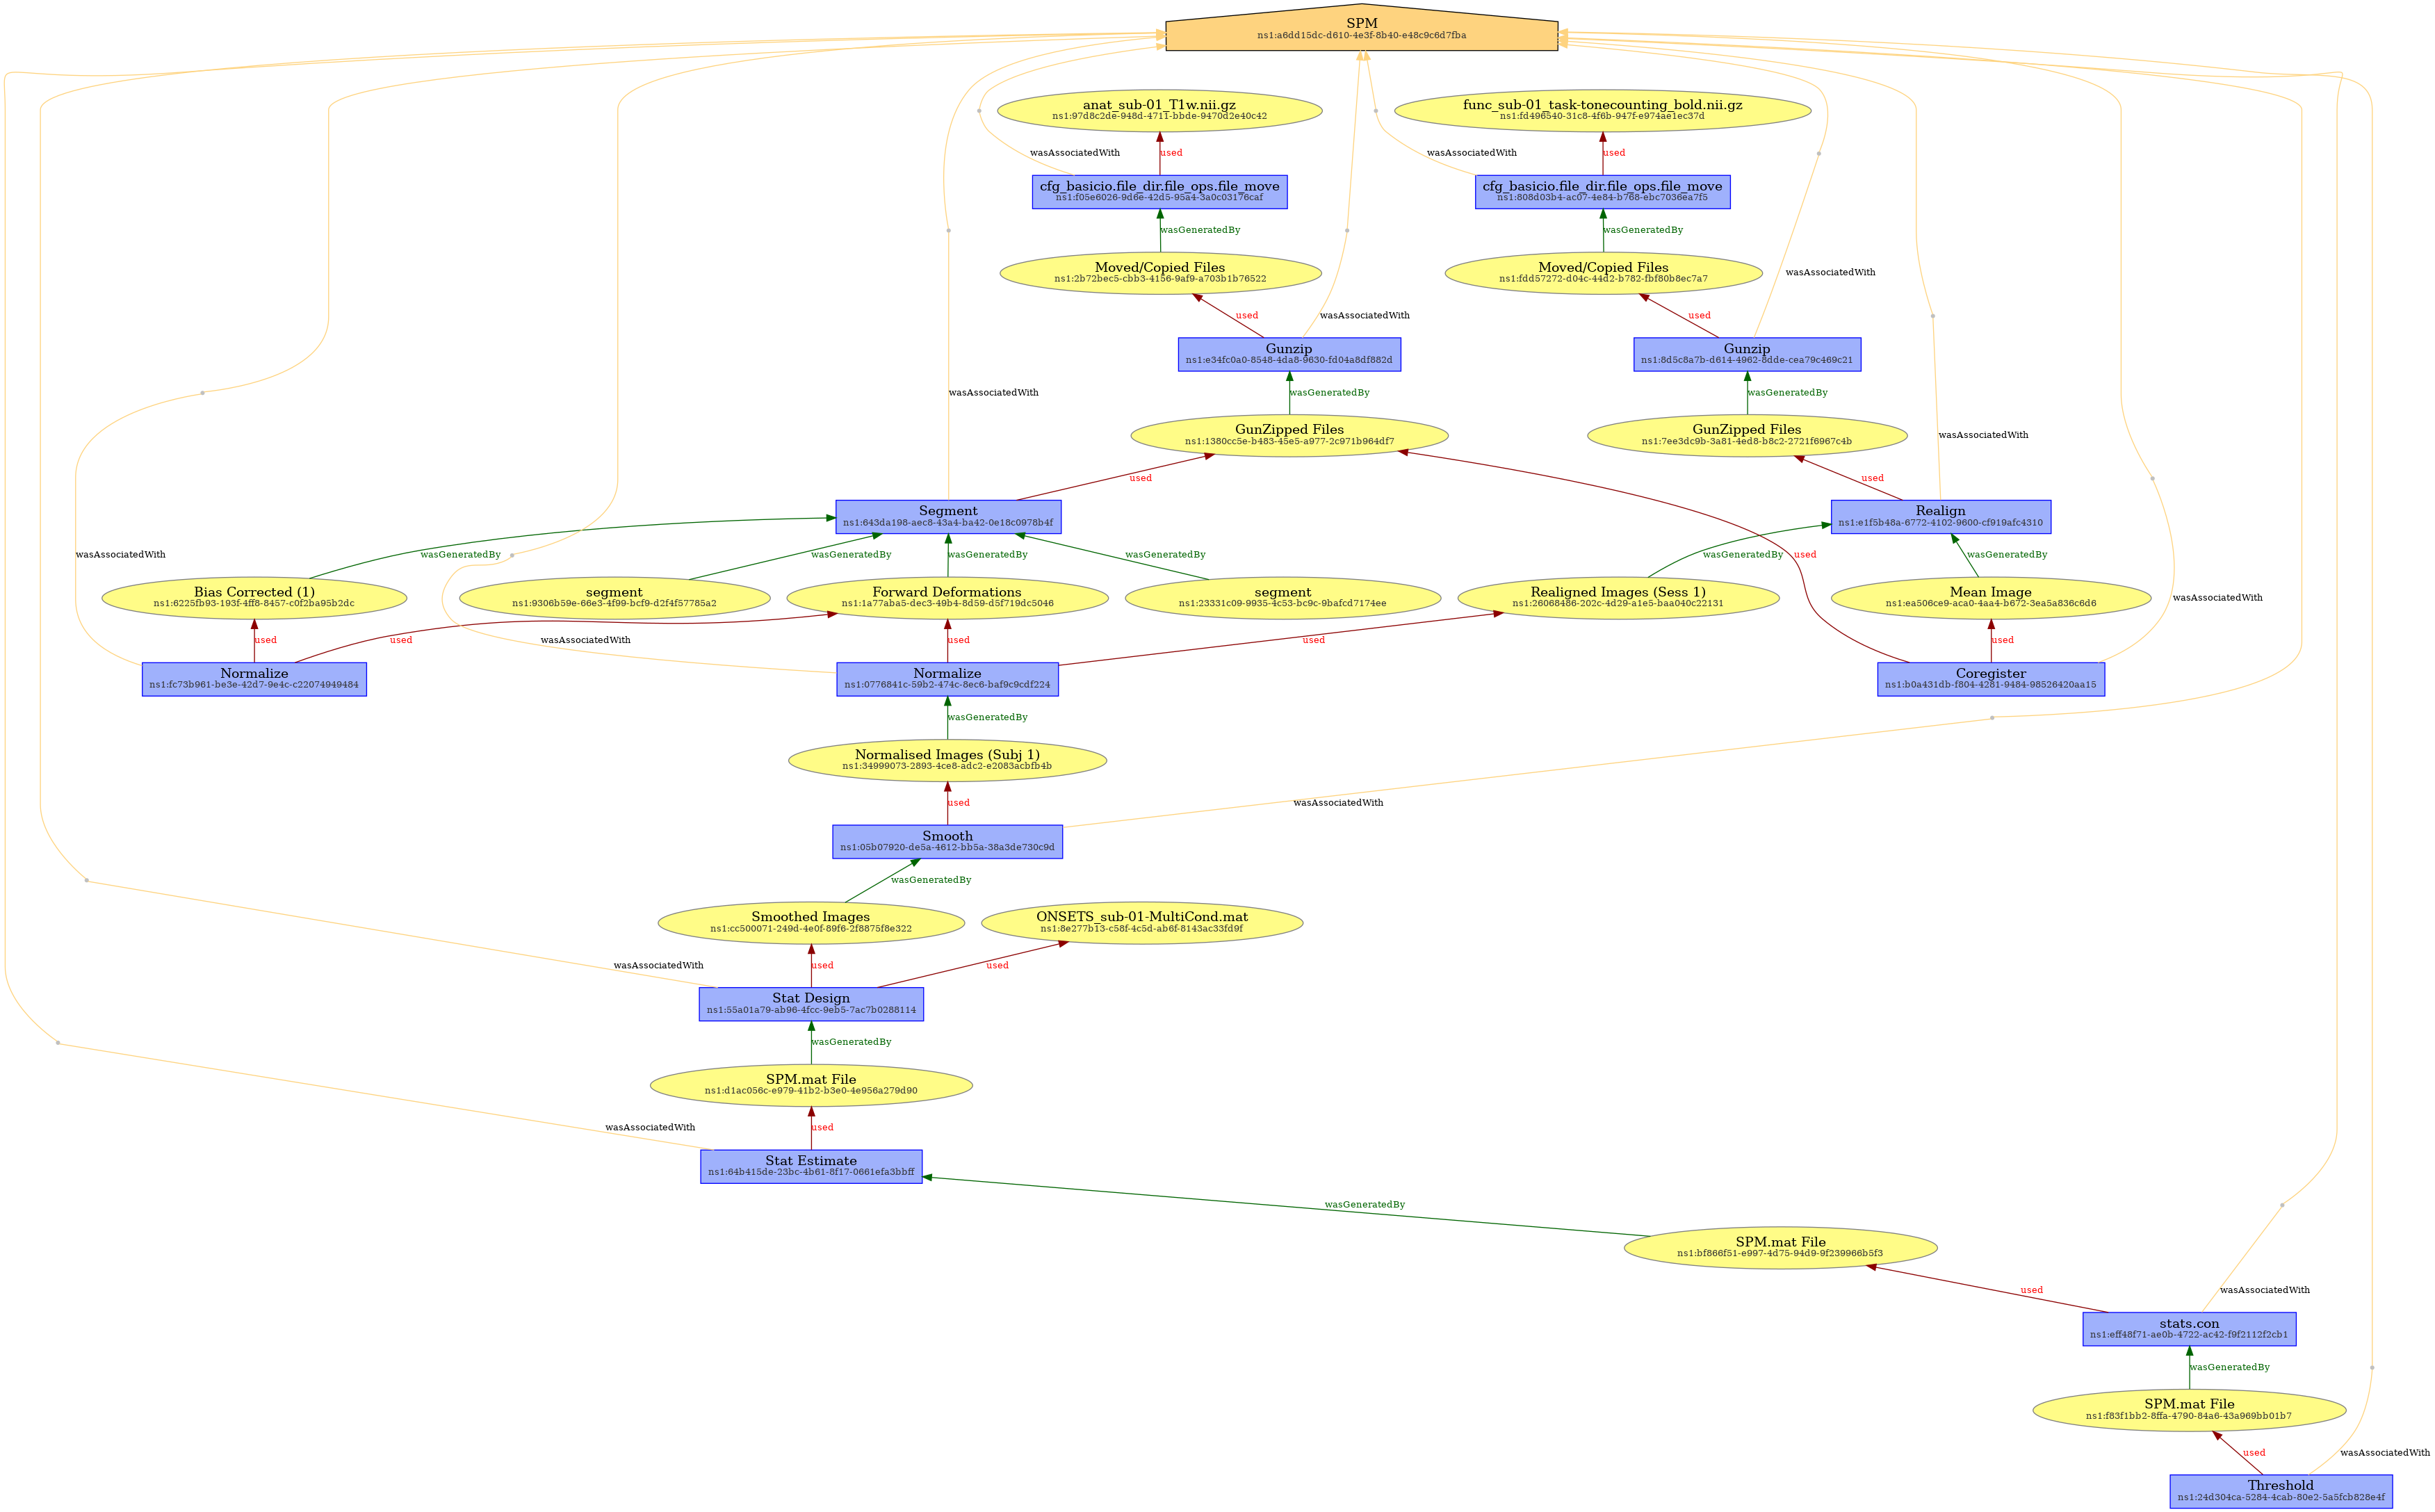 SPM
ns1:a6dd15dc-d610-4e3f-8b40-e48c9c6d7fba
anat_sub-01_T1w.nii.gz
ns1:97d8c2de-948d-4711-bbde-9470d2e40c42
func_sub-01_task-tonecounting_bold.nii.gz
ns1:fd496540-31c8-4f6b-947f-e974ae1ec37d
wasAssociatedWith
used
wasAssociatedWith
used
cfg_basicio.file_dir.file_ops.file_move
ns1:f05e6026-9d6e-42d5-95a4-3a0c03176caf
cfg_basicio.file_dir.file_ops.file_move
ns1:808d03b4-ac07-4e84-b768-ebc7036ea7f5
wasGeneratedBy
wasGeneratedBy
Moved/Copied Files
ns1:2b72bec5-cbb3-4156-9af9-a703b1b76522
Moved/Copied Files
ns1:fdd57272-d04c-44d2-b782-fbf80b8ec7a7
wasAssociatedWith
used
wasAssociatedWith
used
Gunzip
ns1:e34fc0a0-8548-4da8-9630-fd04a8df882d
Gunzip
ns1:8d5c8a7b-d614-4962-8dde-cea79c469c21
wasAssociatedWith
wasGeneratedBy
wasGeneratedBy
GunZipped Files
ns1:1380cc5e-b483-45e5-a977-2c971b964df7
GunZipped Files
ns1:7ee3dc9b-3a81-4ed8-b8c2-2721f6967c4b
wasAssociatedWith
used
used
Segment
ns1:643da198-aec8-43a4-ba42-0e18c0978b4f
Realign
ns1:e1f5b48a-6772-4102-9600-cf919afc4310
wasAssociatedWith
wasGeneratedBy
wasGeneratedBy
wasGeneratedBy
wasGeneratedBy
wasGeneratedBy
used
wasGeneratedBy
Bias Corrected (1)
ns1:6225fb93-193f-4ff8-8457-c0f2ba95b2dc
segment
ns1:9306b59e-66e3-4f99-bcf9-d2f4f57785a2
Forward Deformations
ns1:1a77aba5-dec3-49b4-8d59-d5f719dc5046
segment
ns1:23331c09-9935-4c53-bc9c-9bafcd7174ee
Realigned Images (Sess 1)
ns1:26068486-202c-4d29-a1e5-baa040c22131
Mean Image
ns1:ea506ce9-aca0-4aa4-b672-3ea5a836c6d6
wasAssociatedWith
used
used
wasAssociatedWith
used
used
used
Normalize
ns1:fc73b961-be3e-42d7-9e4c-c22074949484
Normalize
ns1:0776841c-59b2-474c-8ec6-baf9c9cdf224
Coregister
ns1:b0a431db-f804-4281-9484-98526420aa15
wasGeneratedBy
Normalised Images (Subj 1)
ns1:34999073-2893-4ce8-adc2-e2083acbfb4b
used
wasAssociatedWith
Smooth
ns1:05b07920-de5a-4612-bb5a-38a3de730c9d
wasGeneratedBy
Smoothed Images
ns1:cc500071-249d-4e0f-89f6-2f8875f8e322
ONSETS_sub-01-MultiCond.mat
ns1:8e277b13-c58f-4c5d-ab6f-8143ac33fd9f
wasAssociatedWith
used
used
Stat Design
ns1:55a01a79-ab96-4fcc-9eb5-7ac7b0288114
wasGeneratedBy
SPM.mat File
ns1:d1ac056c-e979-41b2-b3e0-4e956a279d90
wasAssociatedWith
used
Stat Estimate
ns1:64b415de-23bc-4b61-8f17-0661efa3bbff
wasGeneratedBy
SPM.mat File
ns1:bf866f51-e997-4d75-94d9-9f239966b5f3
used
wasAssociatedWith
stats.con
ns1:eff48f71-ae0b-4722-ac42-f9f2112f2cb1
wasGeneratedBy
SPM.mat File
ns1:f83f1bb2-8ffa-4790-84a6-43a969bb01b7
used
wasAssociatedWith
Threshold
ns1:24d304ca-5284-4cab-80e2-5a5fcb828e4f